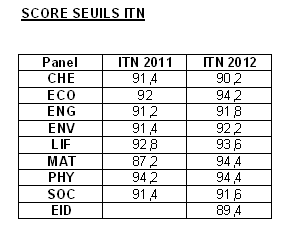 SCORE SEUILS ITN
Panel ITN 2011 ITN 2012
CHE 91,4 90,2
ECO 92 94,2
ENG 91,2 91,8
ENV 91,4 92,2
LIF 92,8 93,6
MAT 87,2 94,4
PHY 94,2 94,4
SOC 91,4 91,6
EID 89,4